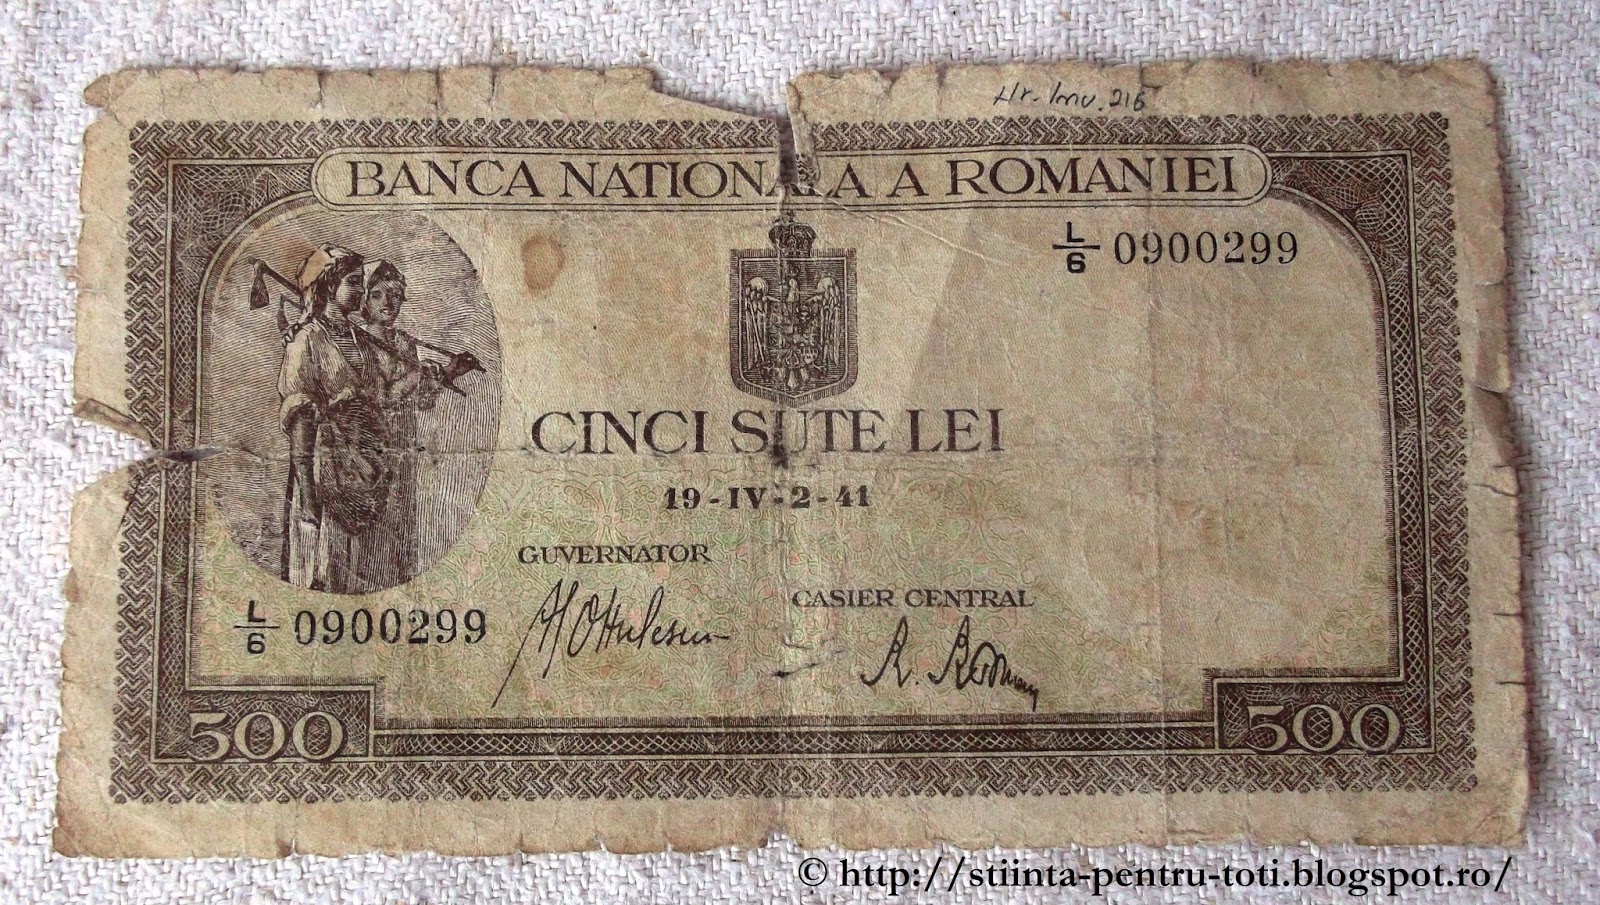 Nr. Inv. 216
BANCA NATIONALA A ROMANIEI
L/6 0900299
CINCI SUTE LEI
19-IV-2-41
GUVERNATOR
CASIER CENTRAL
L/6 0900299
500
500
© http://stiinta-pentru-toti.blogspot.ro/